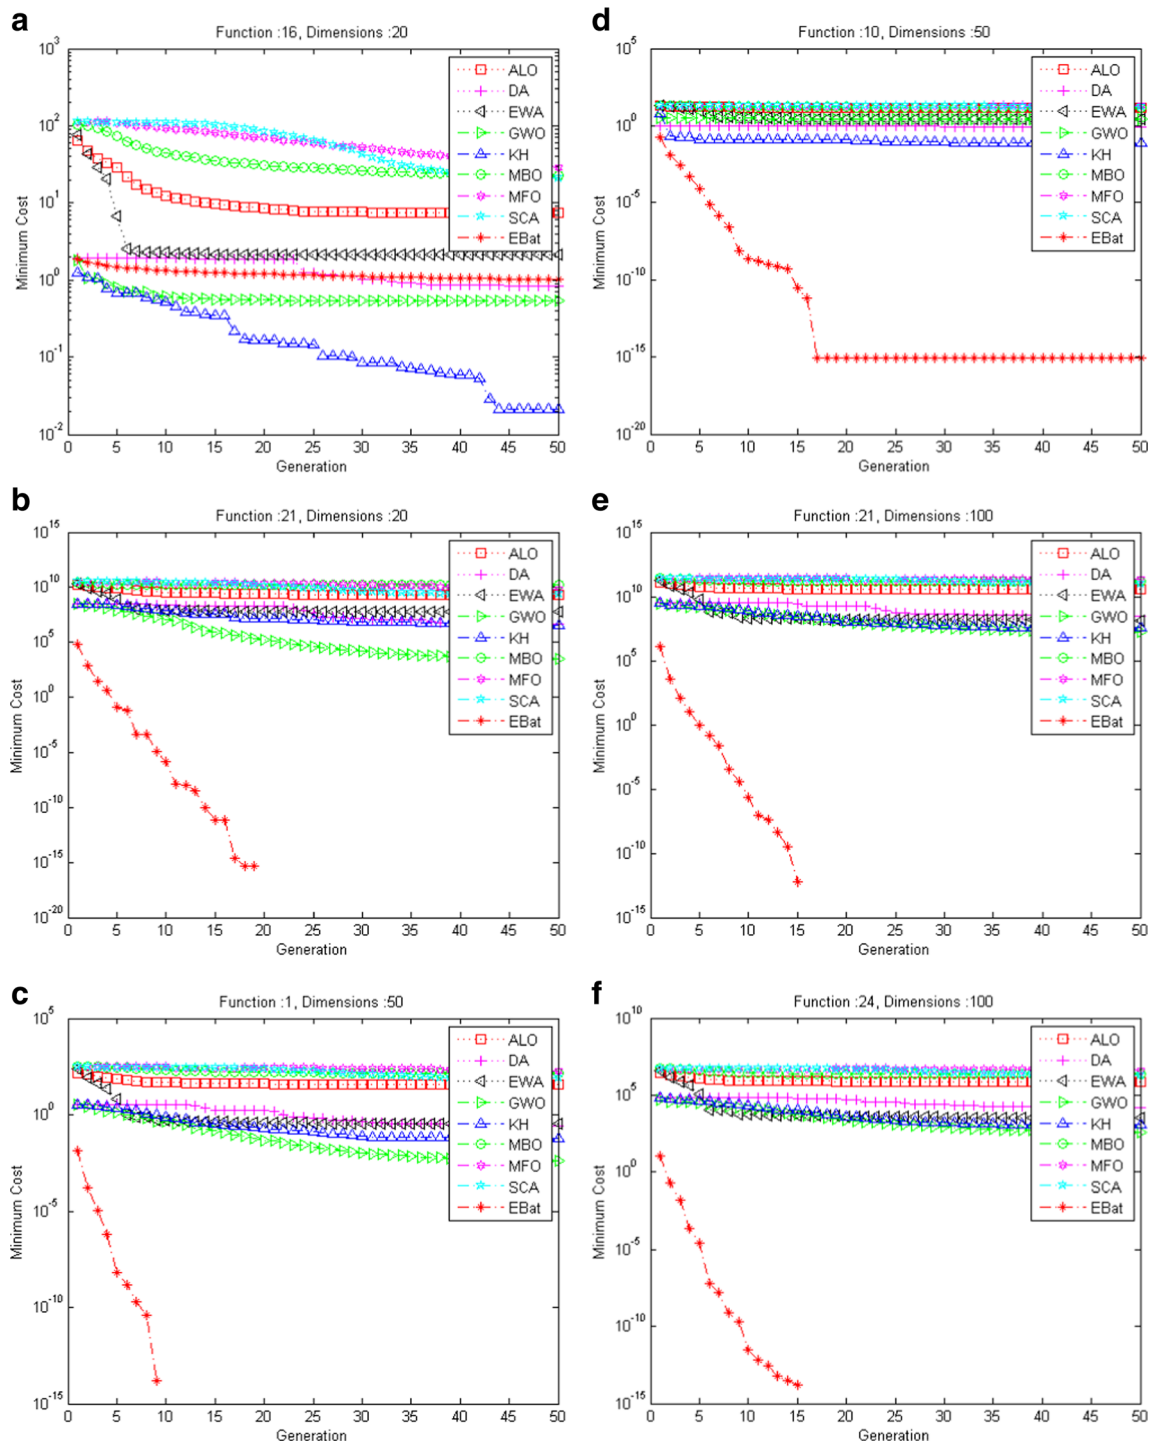 a
Function :16, Dimensions :20
10^3
10^2
10^1
10^0
10^-1
10^-2
Minimum Cost
0 5 10 15 20 25 30 35 40 45 50
Generation
ALO
DA
EWA
GWO
KH
MBO
MFO
SCA
EBat
d
Function :10, Dimensions :50
10^5
10^0
10^-5
10^-10
10^-15
10^-20
Minimum Cost
0 5 10 15 20 25 30 35 40 45 50
Generation
ALO
DA
EWA
GWO
KH
MBO
MFO
SCA
EBat
b
Function :21, Dimensions :20
10^15
10^10
10^5
10^0
10^-5
10^-10
10^-15
10^-20
Minimum Cost
0 5 10 15 20 25 30 35 40 45 50
Generation
ALO
DA
EWA
GWO
KH
MBO
MFO
SCA
EBat
e
Function :21, Dimensions :100
10^15
10^10
10^5
10^0
10^-5
10^-10
10^-15
Minimum Cost
0 5 10 15 20 25 30 35 40 45 50
Generation
ALO
DA
EWA
GWO
KH
MBO
MFO
SCA
EBat
c
Function :1, Dimensions :50
10^5
10^0
10^-5
10^-10
10^-15
Minimum Cost
0 5 10 15 20 25 30 35 40 45 50
Generation
ALO
DA
EWA
GWO
KH
MBO
MFO
SCA
EBat
f
Function :24, Dimensions :100
10^10
10^5
10^0
10^-5
10^-10
10^-15
Minimum Cost
0 5 10 15 20 25 30 35 40 45 50
Generation
ALO
DA
EWA
GWO
KH
MBO
MFO
SCA
EBat